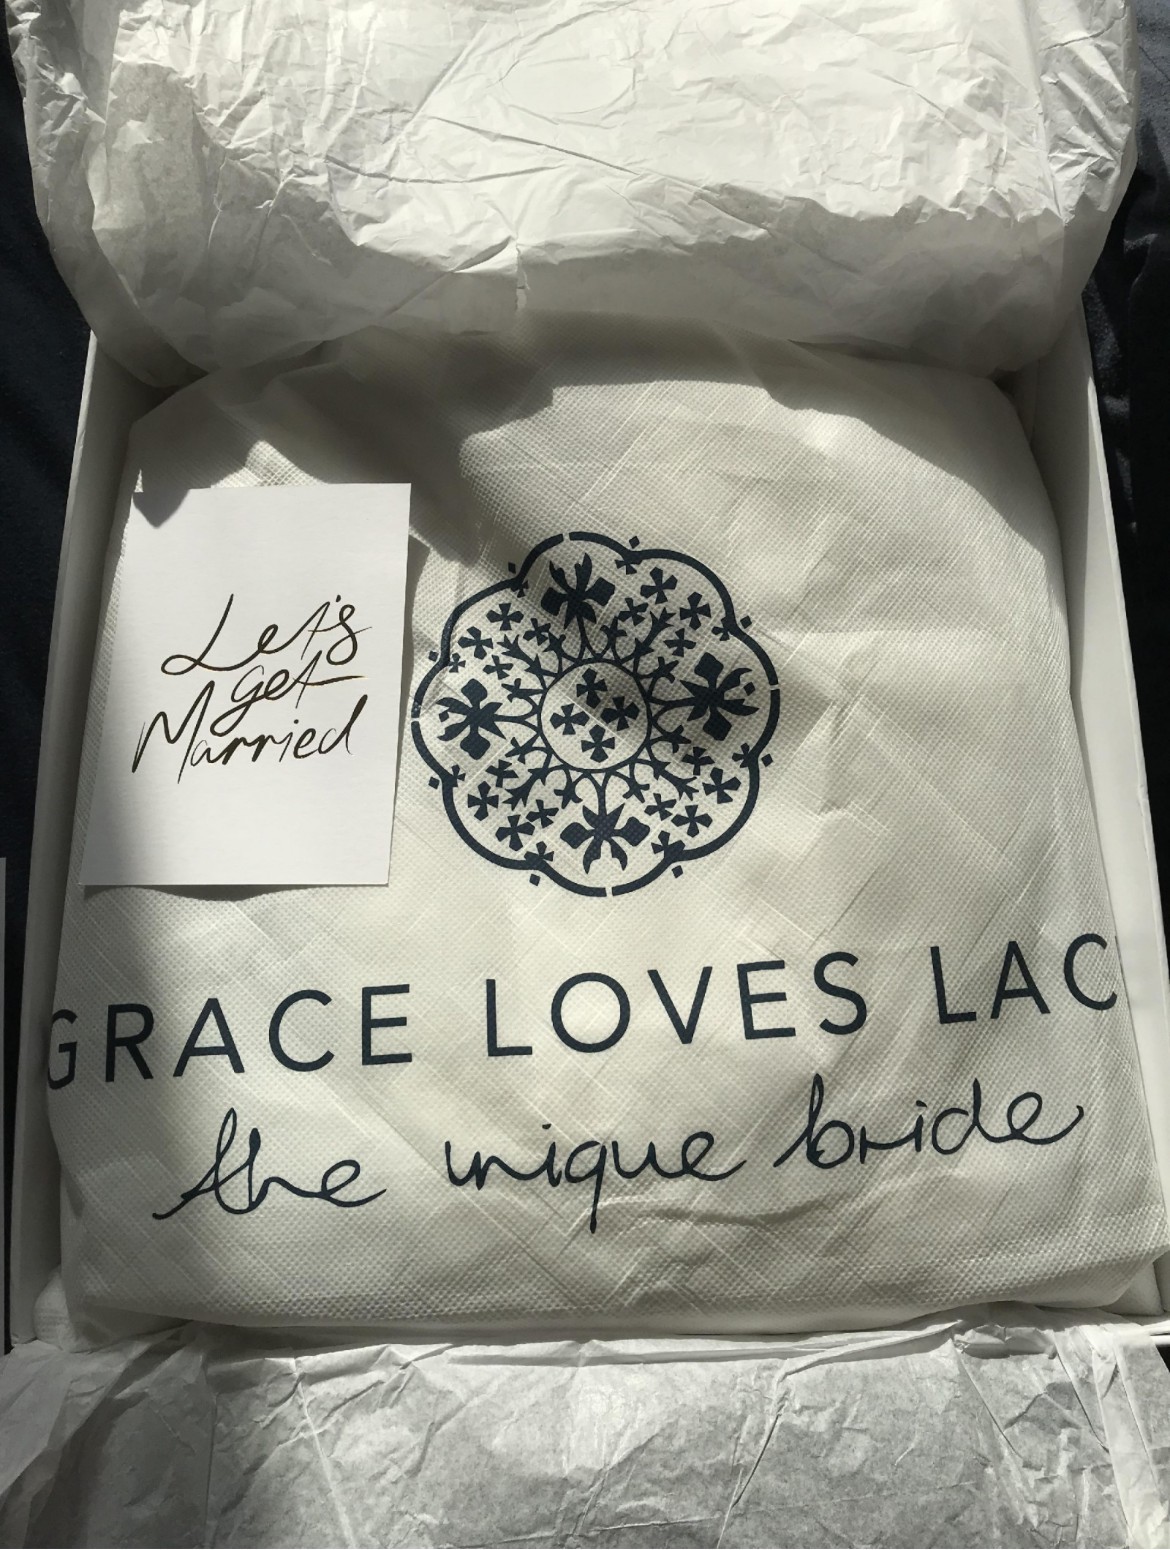 Let's
get
Married
GRACE LOVES LAC
the unique bride